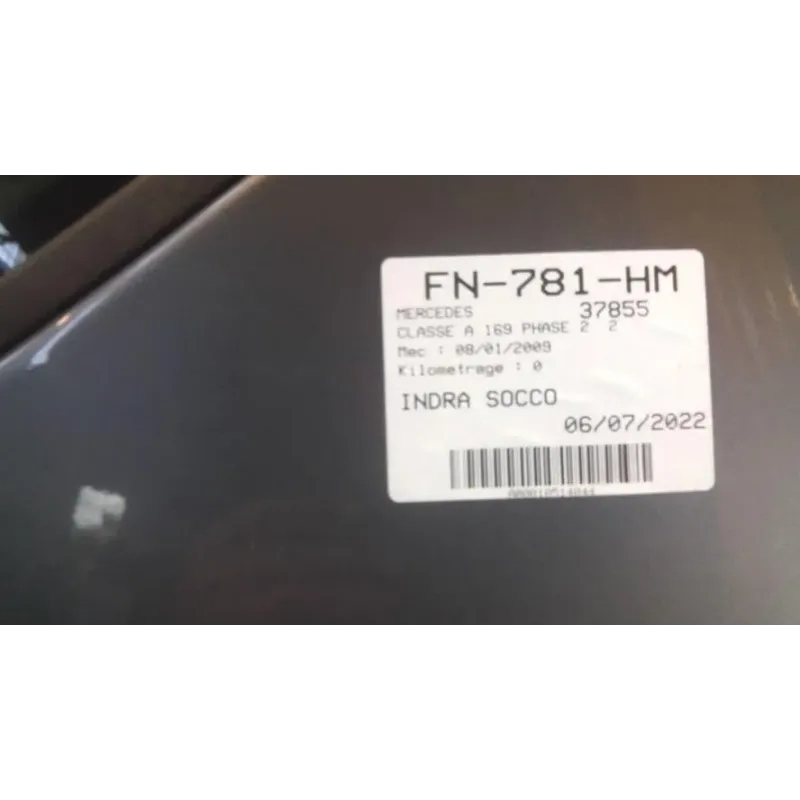 FN-781-HM
MERCEDES 37855
CLASSE A 169 PHASE 2 2
Mec : 08/01/2009
Kilometrage : 0
INDRA SOCCO
06/07/2022